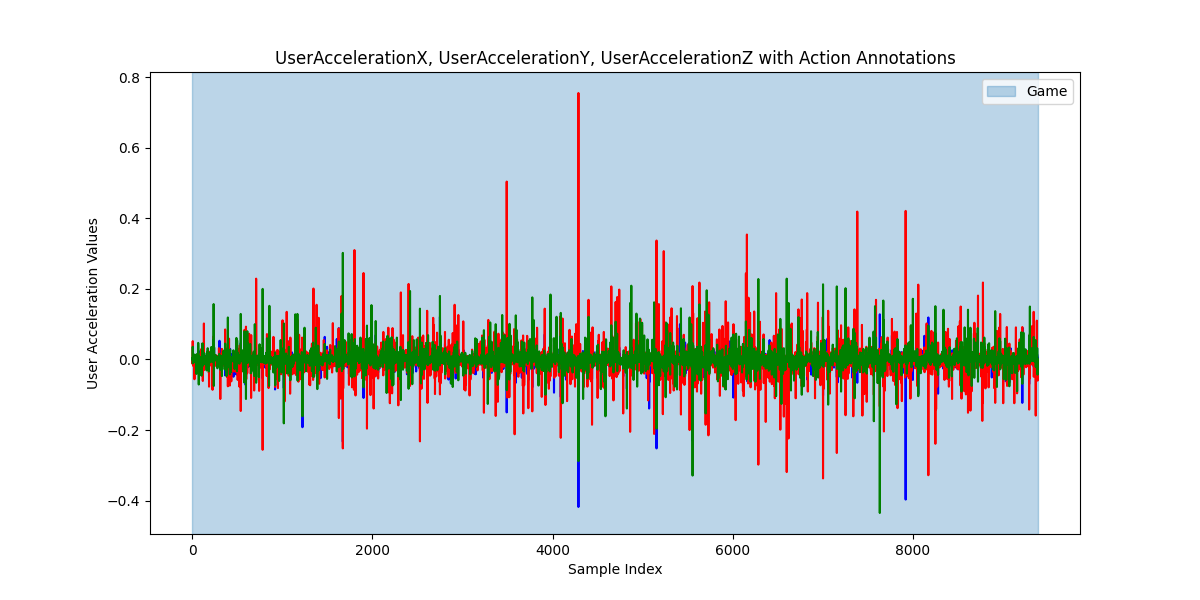 UserAccelerationX, UserAccelerationY, UserAccelerationZ with Action Annotations
Game
User Acceleration Values
0.8
0.6
0.4
0.2
0.0
−0.2
−0.4
0 2000 4000 6000 8000
Sample Index